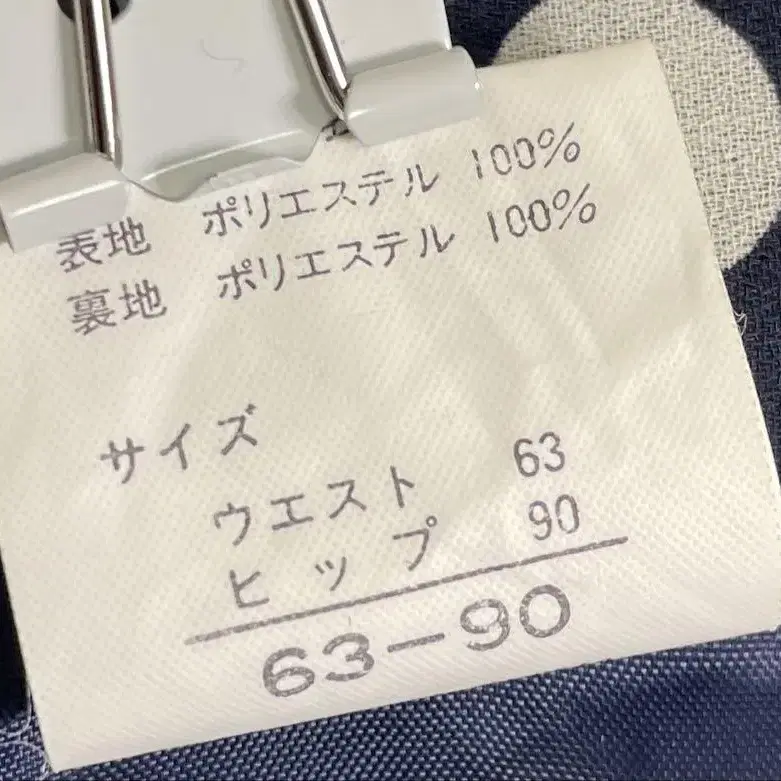 表地 ポリエステル 100%
裏地 ポリエステル 100%
サイズ
ウエスト 63
ヒップ 90
63-90